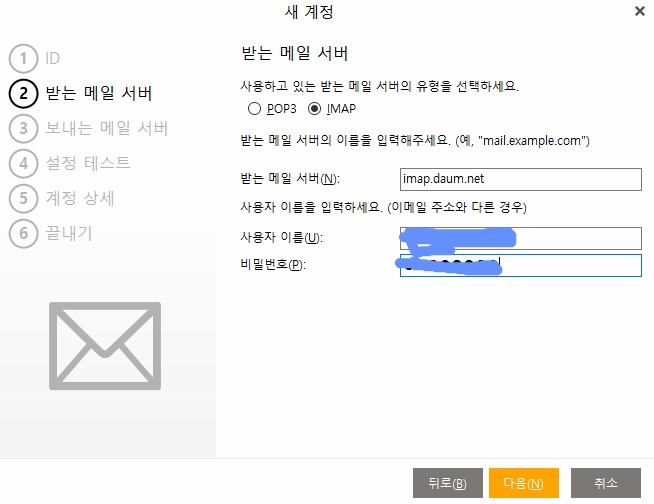 새 계정
1 ID
2 받는 메일 서버
3 보내는 메일 서버
4 설정 테스트
5 계정 상세
6 끝내기
받는 메일 서버
사용하고 있는 받는 메일 서버의 유형을 선택하세요.
POP3 IMAP
받는 메일 서버의 이름을 입력해주세요. (예, "mail.example.com")
받는 메일 서버(N): imap.daum.net
사용자 이름을 입력하세요. (이메일 주소와 다른 경우)
사용자 이름(U):
비밀번호(P):
뒤로(B) 다음(N) 취소